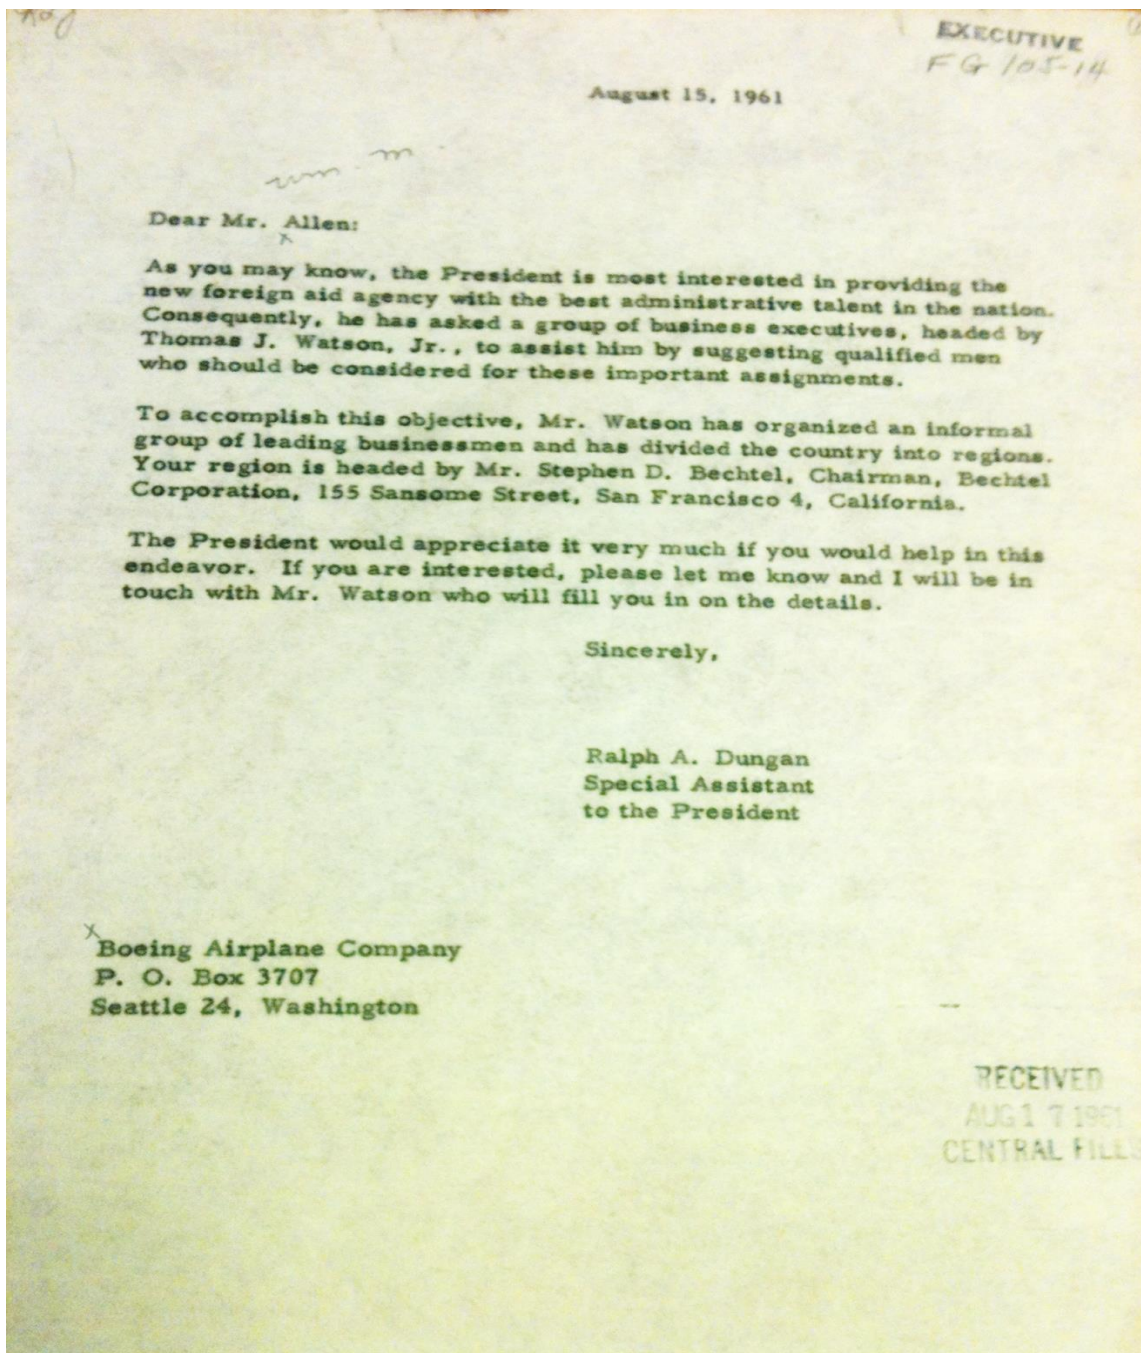 EXECUTIVE
FG 105-14
August 15, 1961
Dear Mr. Allen:
x
As you may know, the President is most interested in providing the
new foreign aid agency with the best administrative talent in the nation.
Consequently, he has asked a group of business executives, headed by
Thomas J. Watson, Jr., to assist him by suggesting qualified men
who should be considered for these important assignments.
To accomplish this objective, Mr. Watson has organized an informal
group of leading businessmen and has divided the country into regions.
Your region is headed by Mr. Stephen D. Bechtel, Chairman, Bechtel
Corporation, 155 Sansome Street, San Francisco 4, California.
The President would appreciate it very much if you would help in this
endeavor. If you are interested, please let me know and I will be in
touch with Mr. Watson who will fill you in on the details.
Sincerely,
Ralph A. Dungan
Special Assistant
to the President
x
Boeing Airplane Company
P. O. Box 3707
Seattle 24, Washington
RECEIVED
AUG 17 1961
CENTRAL FILES